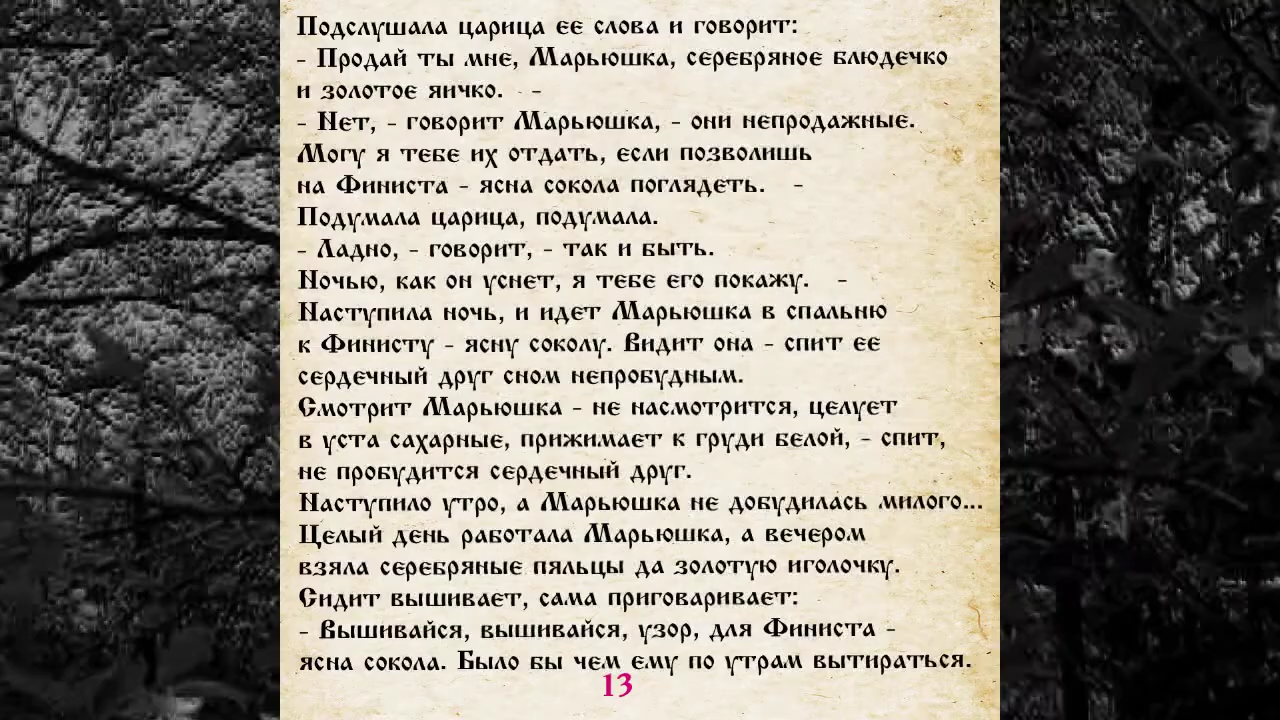 Подслушала царица ее слова и говорит:
- Продай ты мне, Марьюшка, серебряное блюдечко
и золотое яичко. -
- Нет, - говорит Марьюшка, - они непродажные.
Могу я тебе их отдать, если позволишь
на Финиста - ясна сокола поглядеть. -
Подумала царица, подумала.
- Ладно, - говорит, - так и быть.
Ночью, как он уснет, я тебе его покажу. -
Наступила ночь, и идет Марьюшка в спальню
к Финисту - ясну соколу. Видит она - спит ее
сердечный друг сном непробудным.
Смотрит Марьюшка - не насмотрится, целует
в уста сахарные, прижимает к груди белой, - спит,
не пробудится сердечный друг.
Наступило утро, а Марьюшка не добудилась милого...
Целый день работала Марьюшка, а вечером
взяла серебряные пяльцы да золотую иголочку.
Сидит вышивает, сама приговаривает:
- Вышивайся, вышивайся, узор, для Финиста -
ясна сокола. Было бы чем ему по утрам вытираться.
13